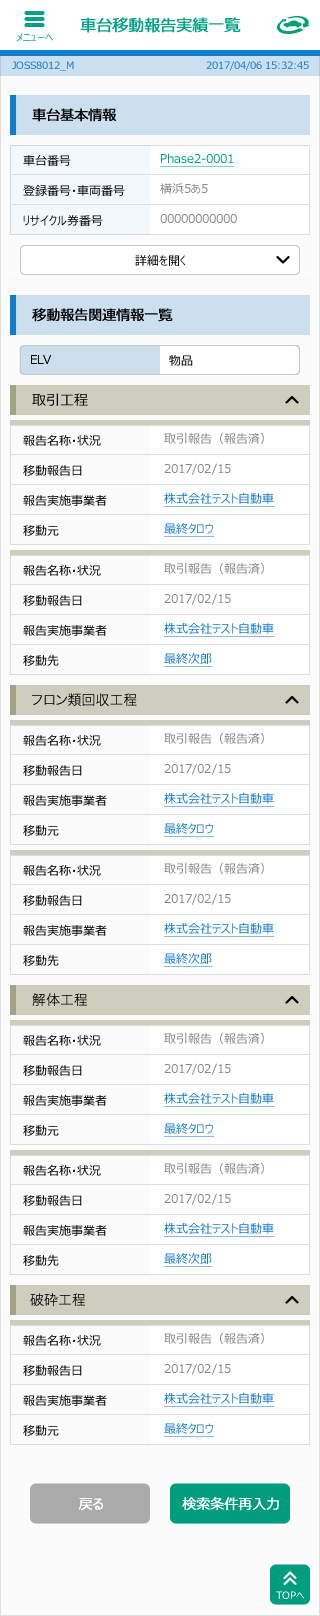 メニューへ
車台移動報告実績一覧
JOSS8012_M 2017/04/06 15:32:45
車台基本情報
車台番号 Phase2-0001
登録番号・車両番号 横浜5あ5
リサイクル券番号 00000000000
詳細を開く
移動報告関連情報一覧
ELV 物品
取引工程
報告名称・状況 取引報告（報告済）
移動報告日 2017/02/15
報告実施事業者 株式会社テスト自動車
移動元 最終タロウ
報告名称・状況 取引報告（報告済）
移動報告日 2017/02/15
報告実施事業者 株式会社テスト自動車
移動先 最終次郎
フロン類回収工程
報告名称・状況 取引報告（報告済）
移動報告日 2017/02/15
報告実施事業者 株式会社テスト自動車
移動元 最終タロウ
報告名称・状況 取引報告（報告済）
移動報告日 2017/02/15
報告実施事業者 株式会社テスト自動車
移動先 最終次郎
解体工程
報告名称・状況 取引報告（報告済）
移動報告日 2017/02/15
報告実施事業者 株式会社テスト自動車
移動元 最終タロウ
報告名称・状況 取引報告（報告済）
移動報告日 2017/02/15
報告実施事業者 株式会社テスト自動車
移動先 最終次郎
破砕工程
報告名称・状況 取引報告（報告済）
移動報告日 2017/02/15
報告実施事業者 株式会社テスト自動車
移動元 最終タロウ
戻る 検索条件再入力
TOPへ